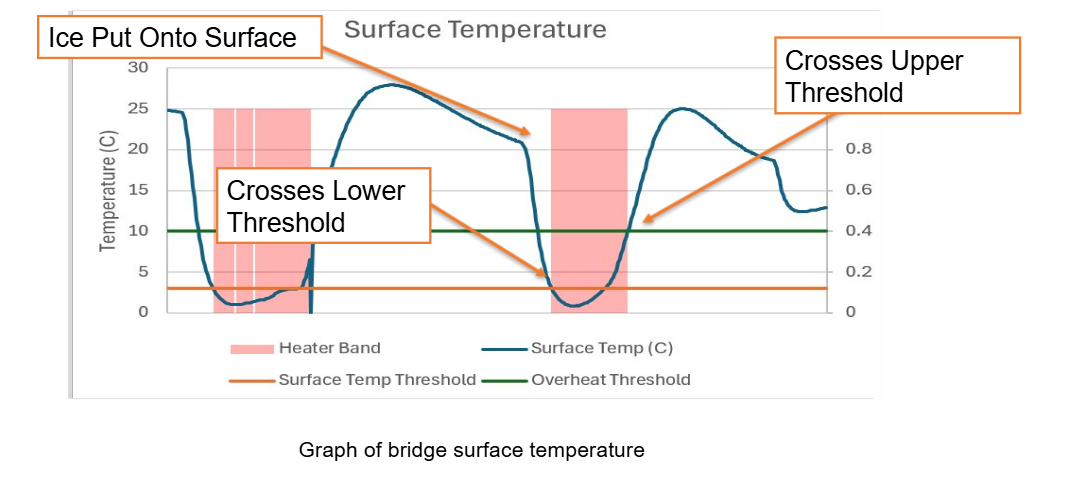 Ice Put Onto Surface
Surface Temperature
Crosses Upper
Threshold
Crosses Lower
Threshold
Temperature (C)
30
25
20
15
10
5
0
0.8
0.6
0.4
0.2
0
Heater Band
Surface Temp (C)
Surface Temp Threshold
Overheat Threshold
Graph of bridge surface temperature